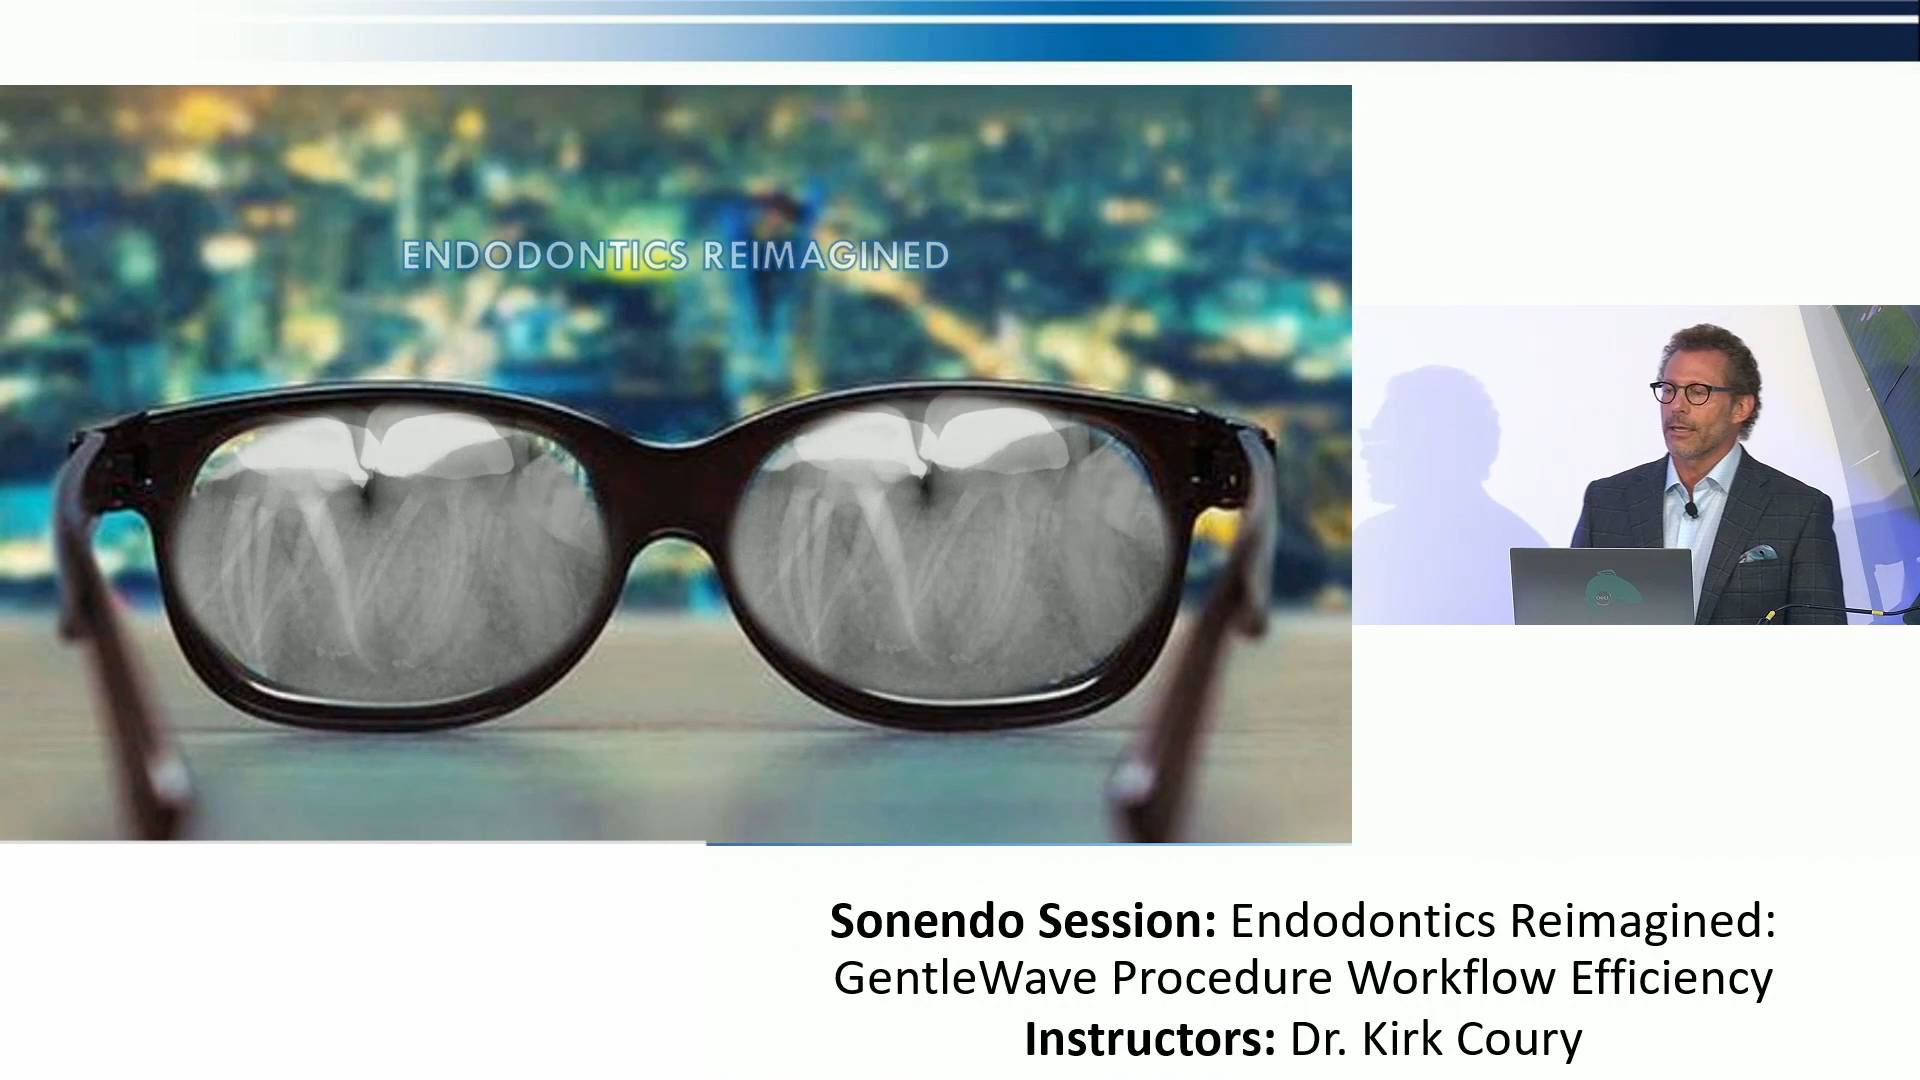 ENDODONTICS REIMAGINED
Sonendo Session: Endodontics Reimagined:
GentleWave Procedure Workflow Efficiency
Instructors: Dr. Kirk Coury